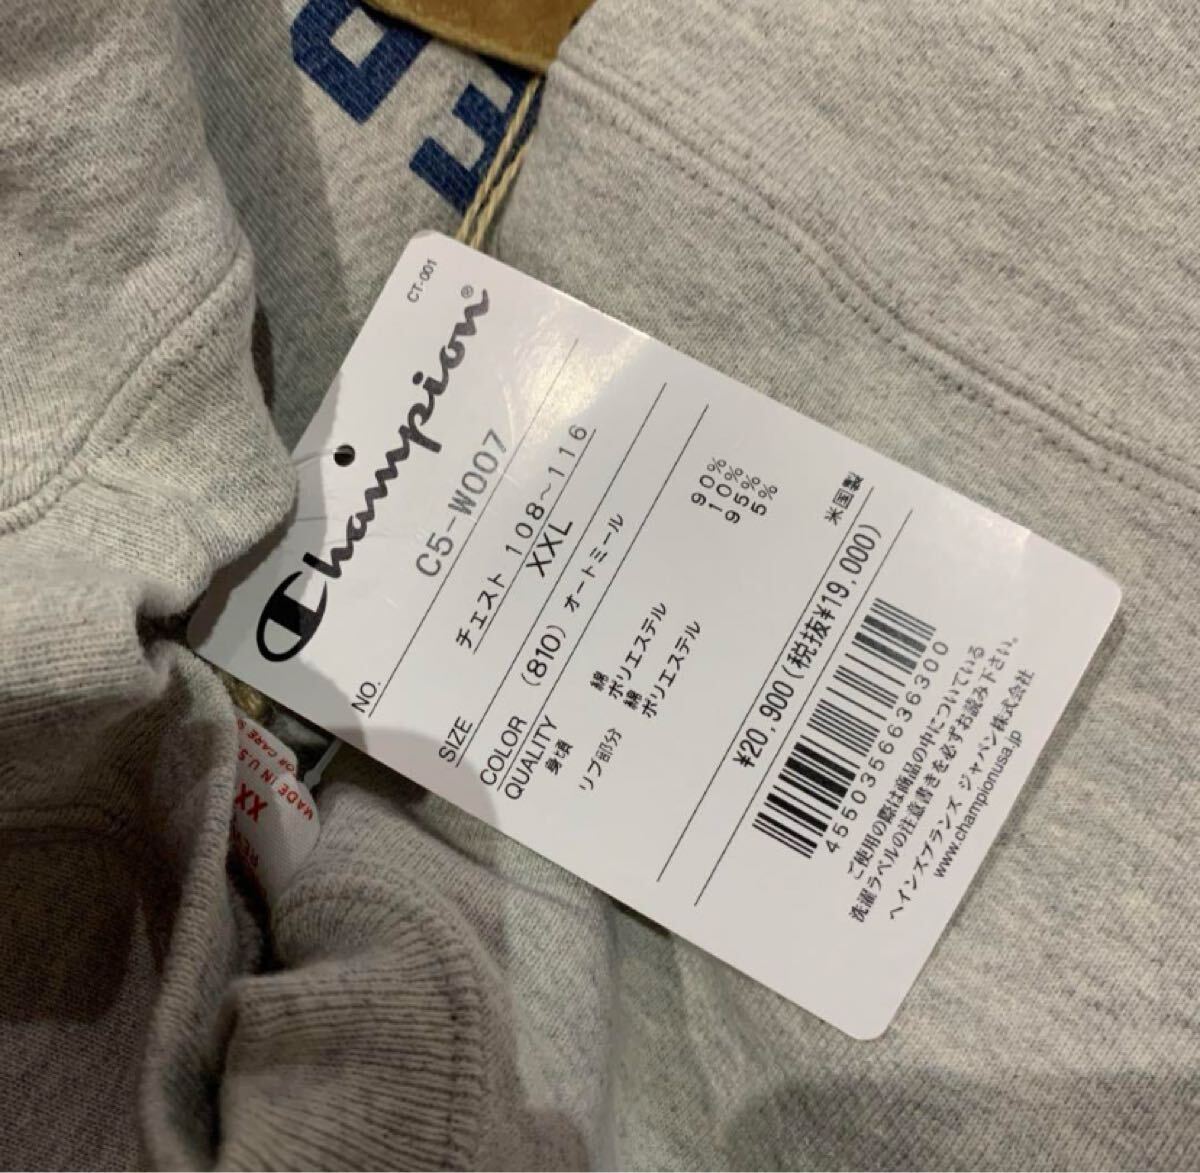 CT-001
Champion®
NO. C5-W007
チェスト 108~116
SIZE XXL
COLOR (810) オートミール
QUALITY
身頃 綿 90%
ポリエステル 10%
リブ部分 綿 95%
ポリエステル 5%
米国製
¥20,900(税抜¥19,000)
4550356636300
ご使用の際は商品の中についている
洗濯ラベルの注意書きを必ずお読み下さい。
ヘインズブランズ ジャパン株式会社
www.championusa.jp
MADE IN U.S
XX